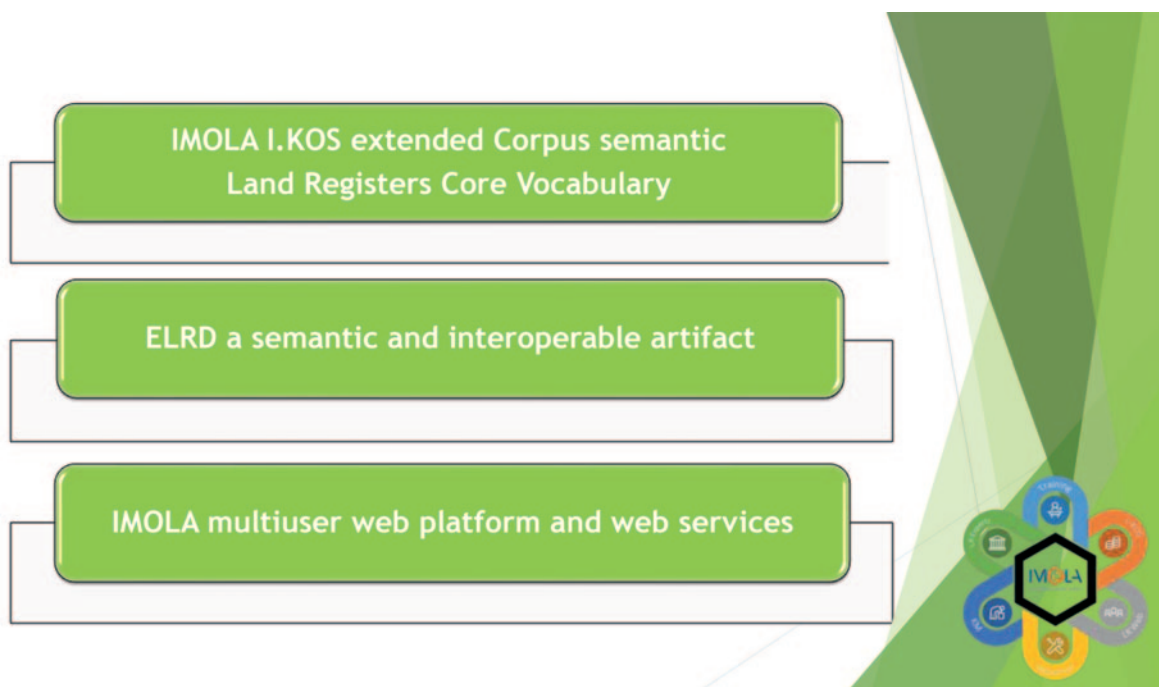 IMOLA I.KOS extended Corpus semantic
Land Registers Core Vocabulary
ELRD a semantic and interoperable artifact
IMOLA multiuser web platform and web services
Training
IMOLA
KM